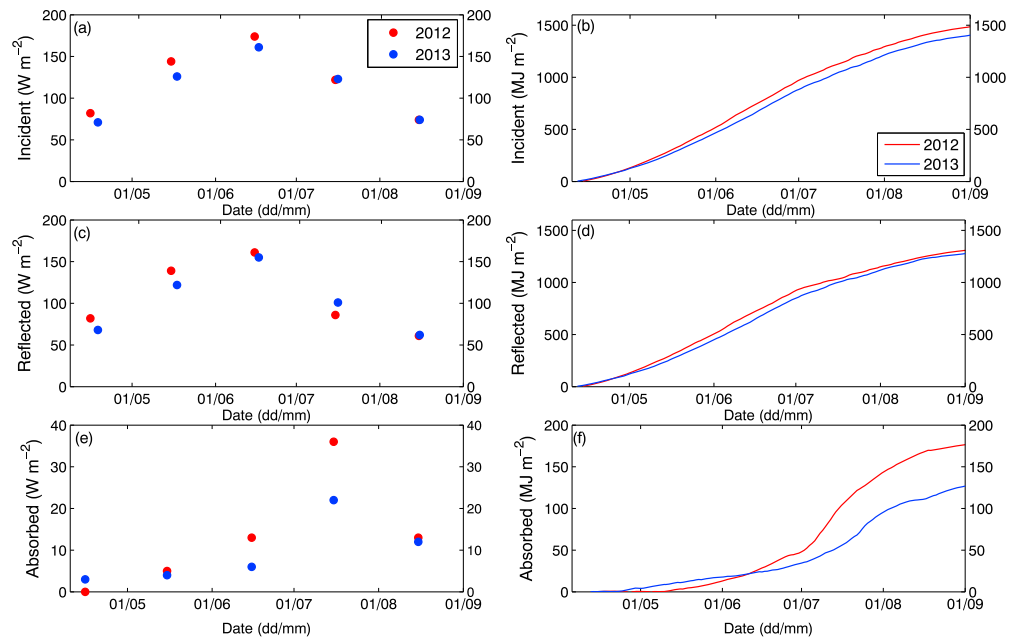 (a)
Incident (W m−2)
200
150
100
50
0
200
150
100
50
0
2012
2013
01/05 01/06 01/07 01/08 01/09
Date (dd/mm)
(b)
Incident (MJ m−2)
1500
1000
500
0
1500
1000
500
0
2012
2013
01/05 01/06 01/07 01/08 01/09
Date (dd/mm)
(c)
Reflected (W m−2)
200
150
100
50
0
200
150
100
50
0
01/05 01/06 01/07 01/08 01/09
Date (dd/mm)
(d)
Reflected (MJ m−2)
1500
1000
500
0
1500
1000
500
0
01/05 01/06 01/07 01/08 01/09
Date (dd/mm)
(e)
Absorbed (W m−2)
40
30
20
10
0
40
30
20
10
0
01/05 01/06 01/07 01/08 01/09
Date (dd/mm)
(f)
Absorbed (MJ m−2)
200
150
100
50
0
200
150
100
50
0
01/05 01/06 01/07 01/08 01/09
Date (dd/mm)